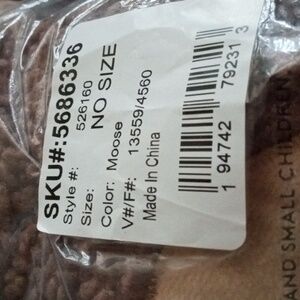 SKU#:5686336
Style #: 526160
Size: NO SIZE
Color: Moose
V#/F#: 13559/4560
Made In China
1 94742 79231 3
AND SMALL CHILDREN